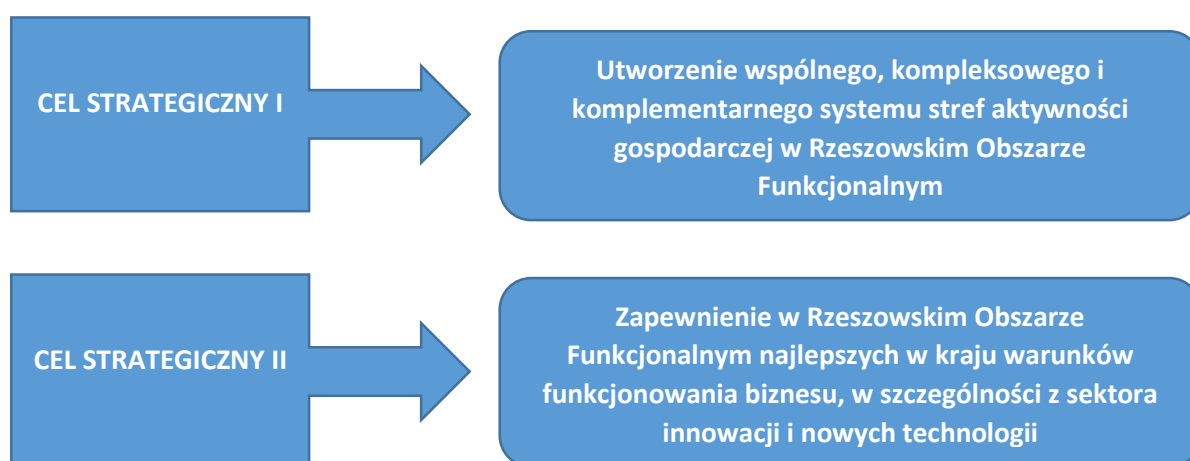 CEL STRATEGICZNY I
Utworzenie wspólnego, kompleksowego i
komplementarnego systemu stref aktywności
gospodarczej w Rzeszowskim Obszarze
Funkcjonalnym
CEL STRATEGICZNY II
Zapewnienie w Rzeszowskim Obszarze
Funkcjonalnym najlepszych w kraju warunków
funkcjonowania biznesu, w szczególności z sektora
innowacji i nowych technologii